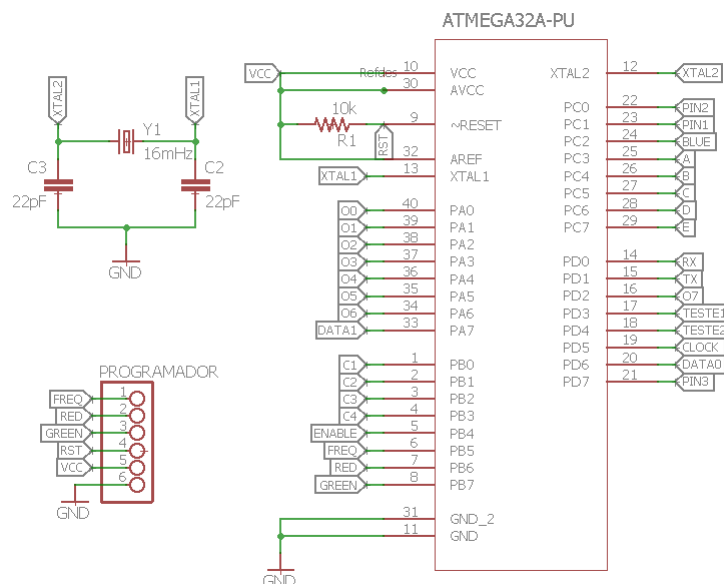 ATMEGA32A-PU
XTAL2
XTAL1
Y1
16mHz
C3
22pF
C2
22pF
GND
PROGRAMADOR
FREQ 1
RED 2
GREEN 3
RST 4
VCC 5
6
GND
VCC
Refdes
10k
R1
RST
10 VCC
30 AVCC
9 ~RESET
32 AREF
XTAL1 13 XTAL1
O0 40 PA0
O1 39 PA1
O2 38 PA2
O3 37 PA3
O4 36 PA4
O5 35 PA5
O6 34 PA6
DATA1 33 PA7
C1 1 PB0
C2 2 PB1
C3 3 PB2
C4 4 PB3
ENABLE 5 PB4
FREQ 6 PB5
RED 7 PB6
GREEN 8 PB7
31 GND_2
11 GND
GND
XTAL2 12 XTAL2
PC0 22 PIN2
PC1 23 PIN1
PC2 24 BLUE
PC3 25 A
PC4 26 B
PC5 27 C
PC6 28 D
PC7 29 E
PD0 14 RX
PD1 15 TX
PD2 16 O7
PD3 17 TESTE1
PD4 18 TESTE2
PD5 19 CLOCK
PD6 20 DATA0
PD7 21 PIN3